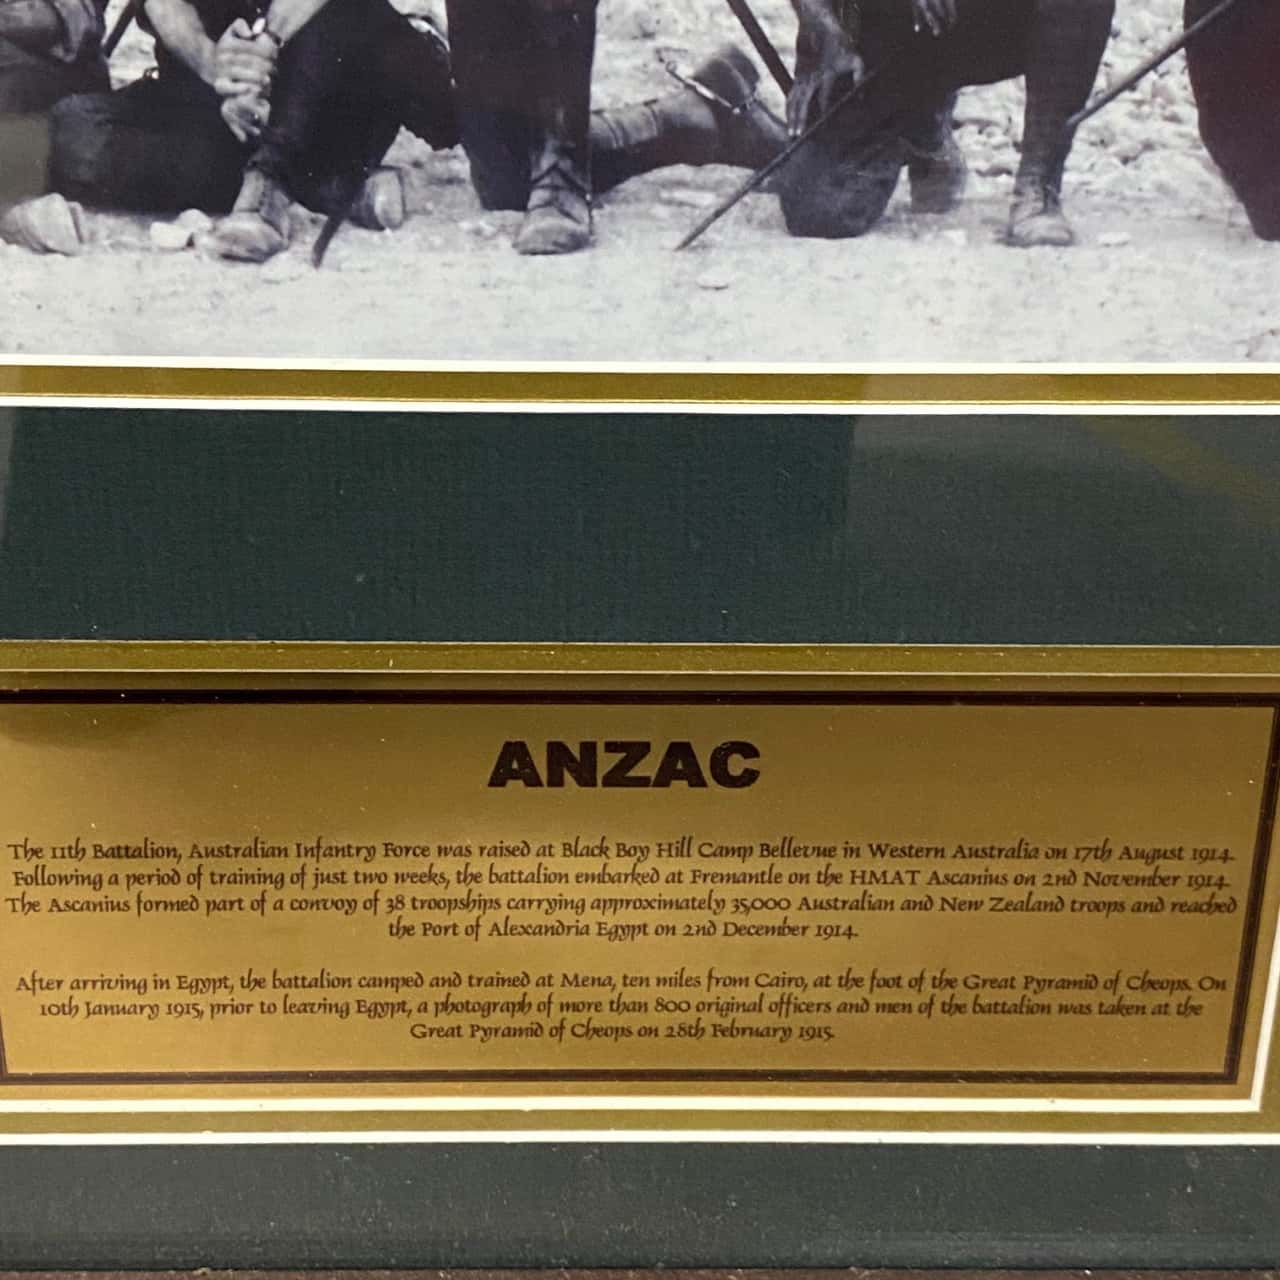 ANZAC
The 11th Battalion, Australian Infantry Force was raised at Black Boy Hill Camp Bellevue in Western Australia on 17th August 1914.
Following a period of training of just two weeks, the battalion embarked at Fremantle on the HMAT Ascanius on 2nd November 1914.
The Ascanius formed part of a convoy of 38 troopships carrying approximately 35,000 Australian and New Zealand troops and reached
the Port of Alexandria Egypt on 2nd December 1914.
After arriving in Egypt, the battalion camped and trained at Mena, ten miles from Cairo, at the foot of the Great Pyramid of Cheops. On
10th January 1915, prior to leaving Egypt, a photograph of more than 800 original officers and men of the battalion was taken at the
Great Pyramid of Cheops on 28th February 1915.